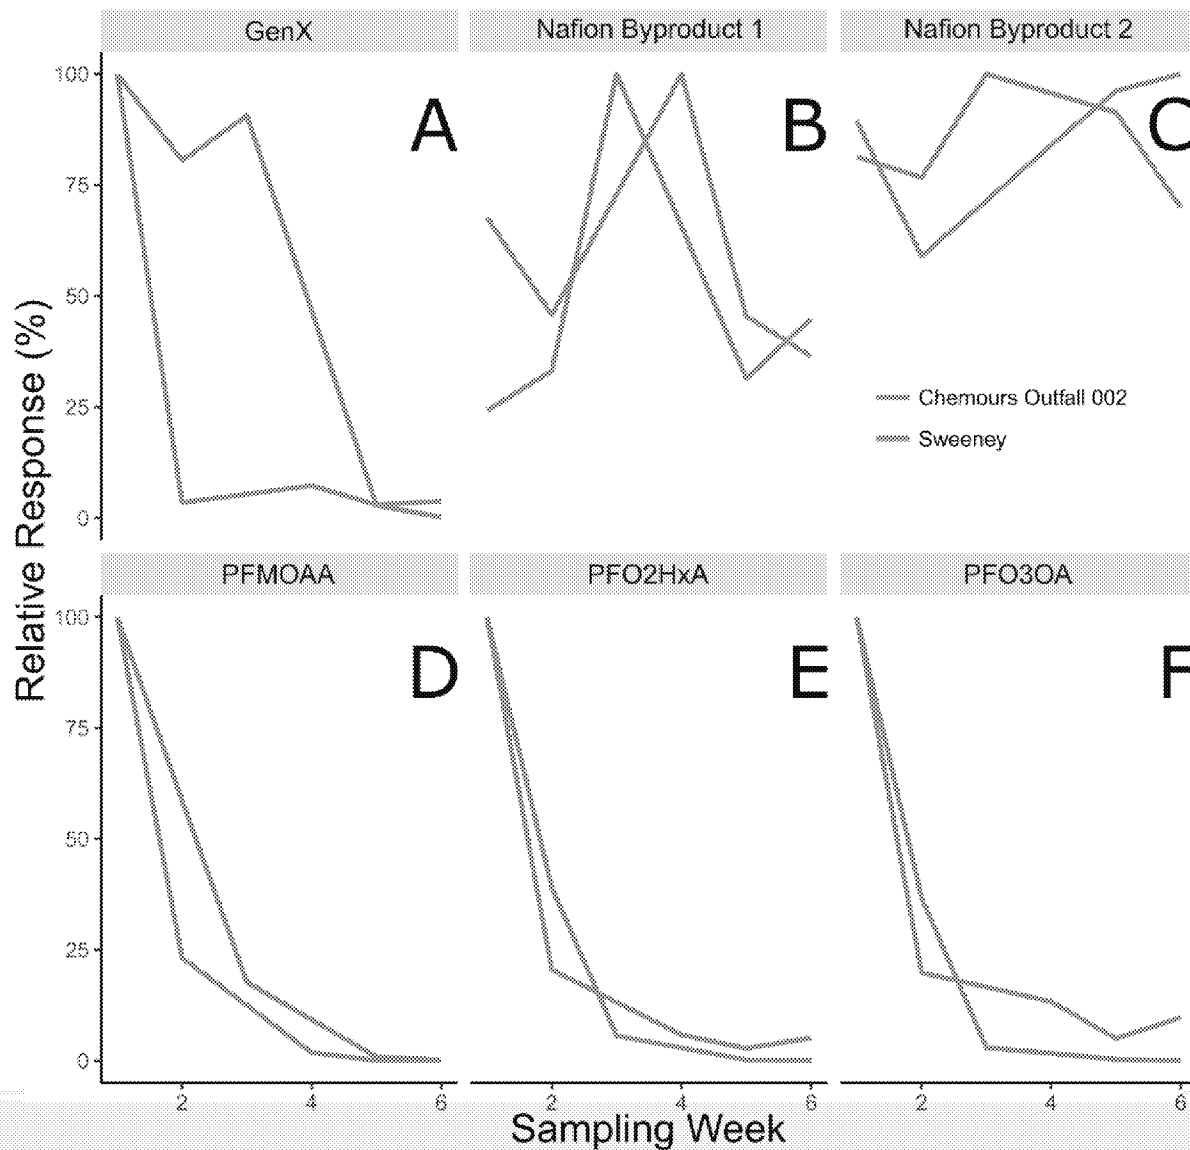 GenX
Nafion Byproduct 1
Nafion Byproduct 2
A
B
C
100
75
50
25
0
Relative Response (%)
Chemours Outfall 002
Sweeney
PFMOAA
PFO2HxA
PFO3OA
D
E
F
100
75
50
25
0
2 4 6
2 4 6
2 4 6
Sampling Week